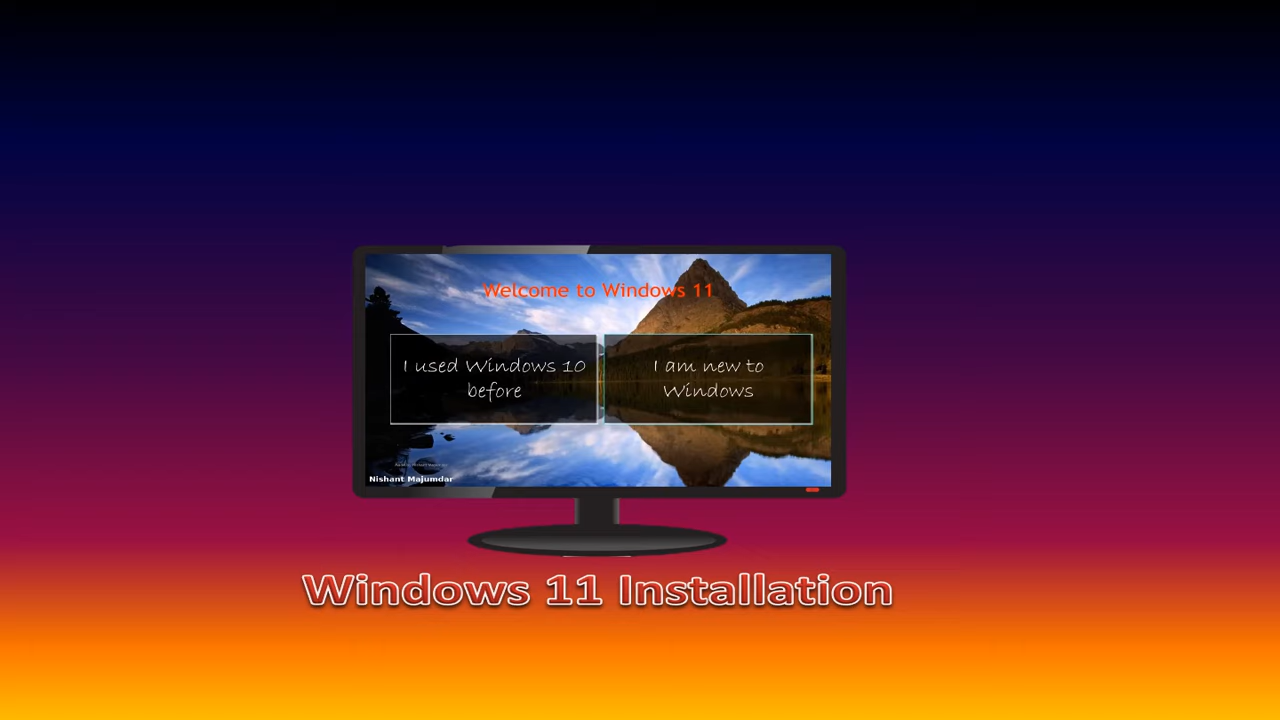 Welcome to Windows 11
I used Windows 10
before
I am new to
Windows
Nishant Majumdar
Windows 11 Installation